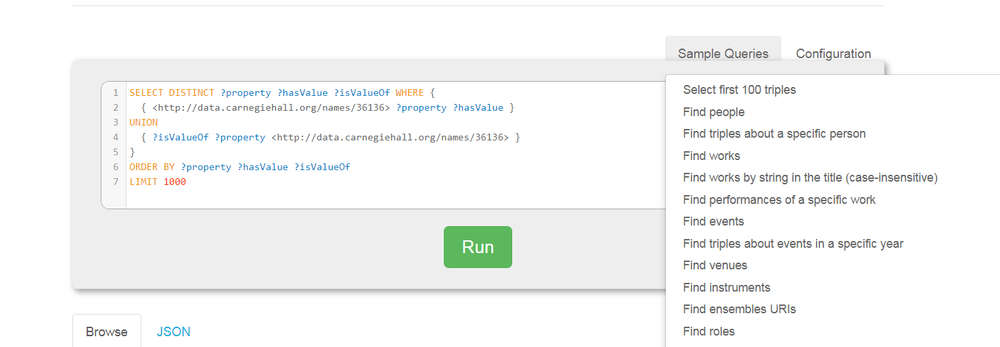 Sample Queries Configuration
1 SELECT DISTINCT ?property ?hasValue ?isValueOf WHERE {
2 { <http://data.carnegiehall.org/names/36136> ?property ?hasValue }
3 UNION
4 { ?isValueOf ?property <http://data.carnegiehall.org/names/36136> }
5 }
6 ORDER BY ?property ?hasValue ?isValueOf
7 LIMIT 1000
Run
Select first 100 triples
Find people
Find triples about a specific person
Find works
Find works by string in the title (case-insensitive)
Find performances of a specific work
Find events
Find triples about events in a specific year
Find venues
Find instruments
Find ensembles URIs
Find roles
Browse JSON